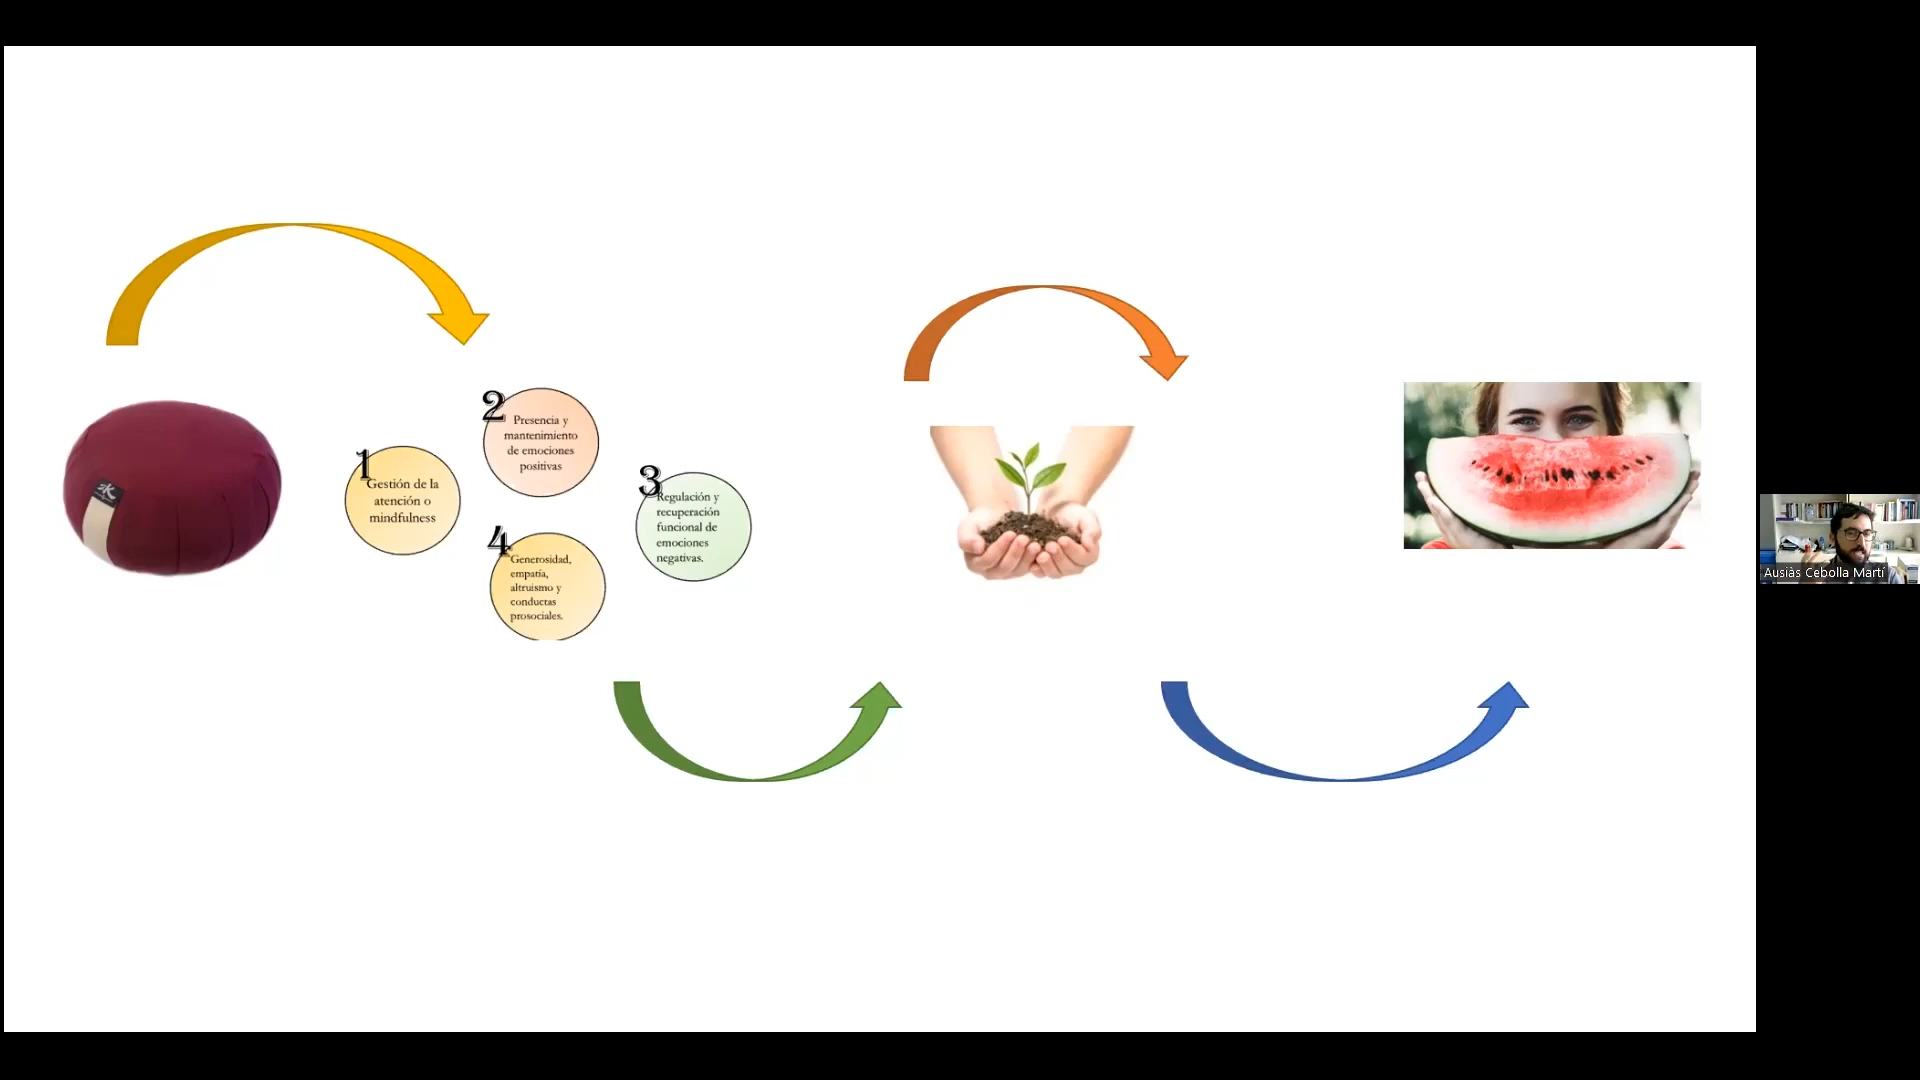 1
Gestión de la
atención o
mindfulness
2
Presencia y
mantenimiento
de emociones
positivas
3
Regulación y
recuperación
funcional de
emociones
negativas.
4
Generosidad,
empatía,
altruismo y
conductas
prosociales.
Ausiàs Cebolla Martí